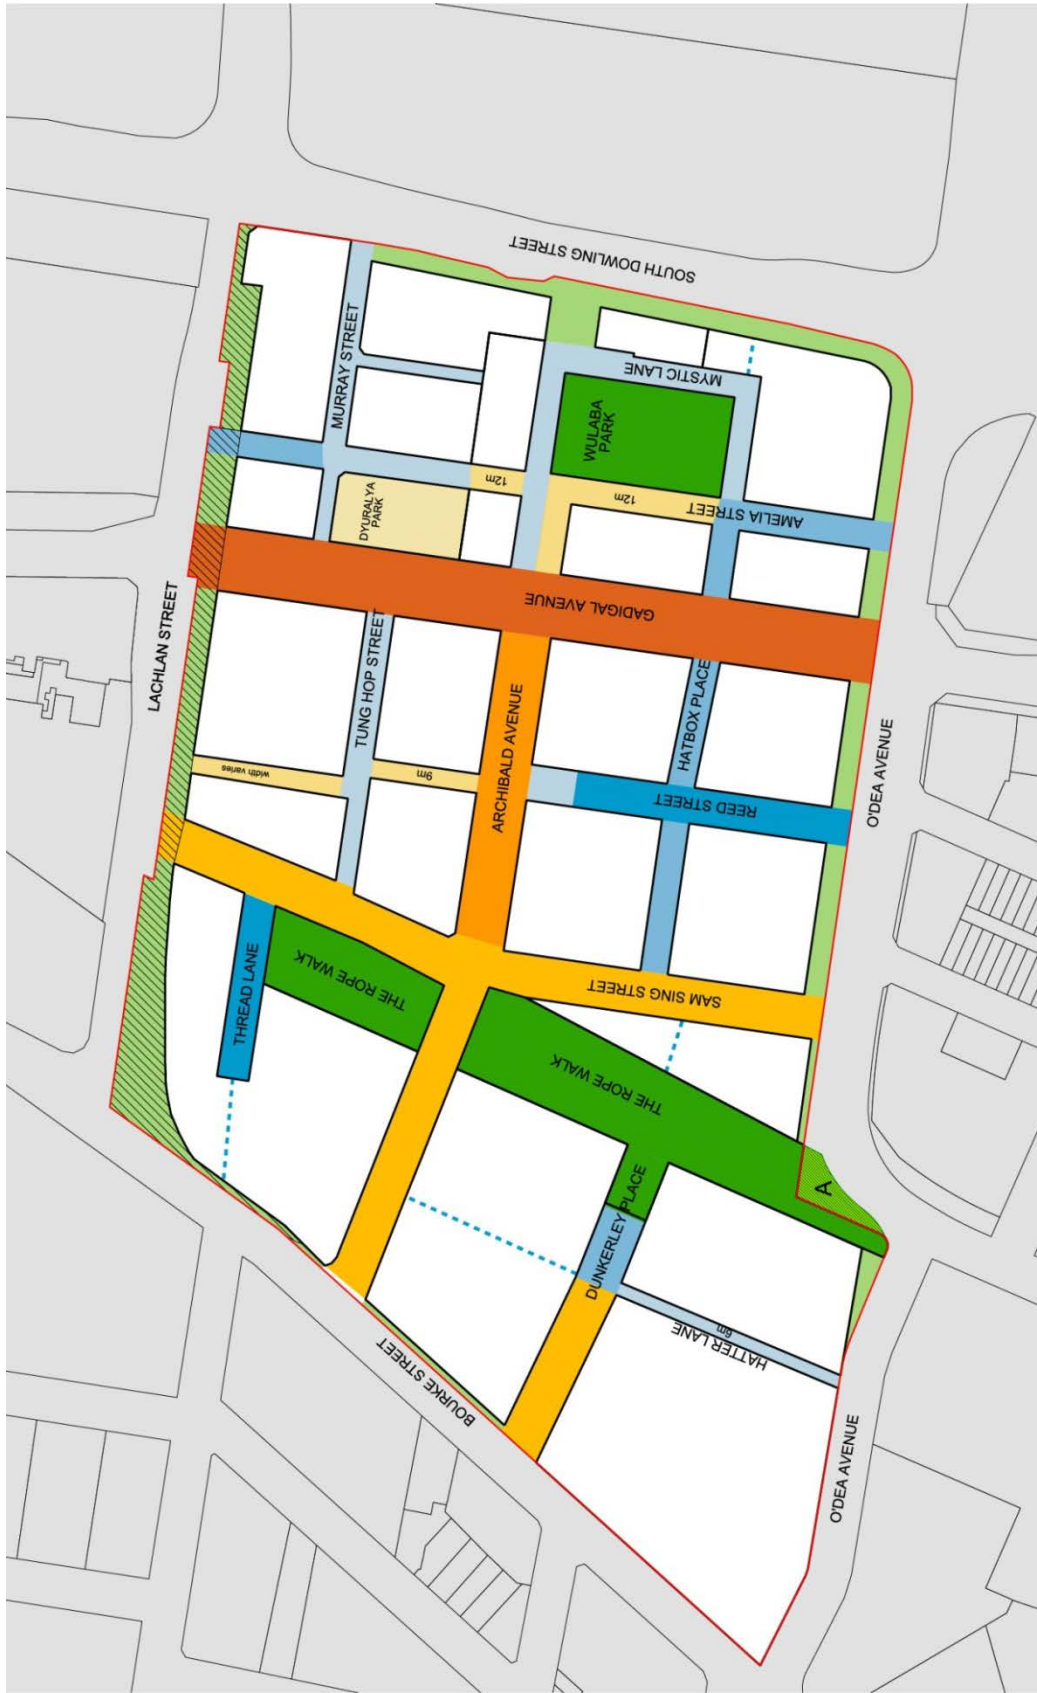 SOUTH DOWLING STREET
MURRAY STREET
MYSTIC LANE
WULABA
PARK
12m
12m
DYURALYA
PARK
AMELIA STREET
GADIGAL AVENUE
LACHLAN STREET
TUNG HOP STREET
HATBOX PLACE
ARCHIBALD AVENUE
width varies
9m
REED STREET
O'DEA AVENUE
THREAD LANE
THE ROPE WALK
SAM SING STREET
THE ROPE WALK
A
DUNKERLEY PLACE
6m
HATTER LANE
BOURKE STREET
O'DEA AVENUE